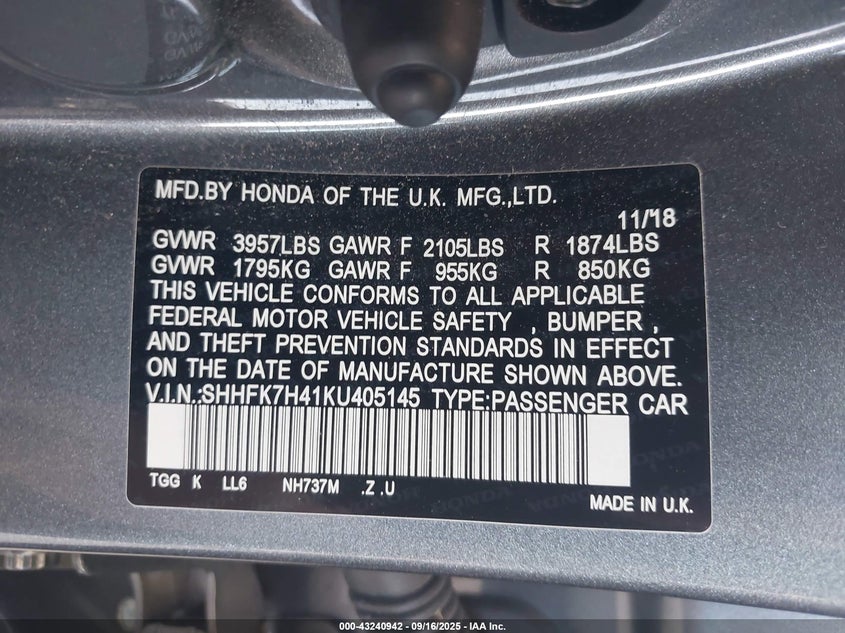 MFD.BY HONDA OF THE U.K. MFG.,LTD.
11/18
GVWR 3957LBS GAWR F 2105LBS R 1874LBS
GVWR 1795KG GAWR F 955KG R 850KG
THIS VEHICLE CONFORMS TO ALL APPLICABLE
FEDERAL MOTOR VEHICLE SAFETY , BUMPER ,
AND THEFT PREVENTION STANDARDS IN EFFECT
ON THE DATE OF MANUFACTURE SHOWN ABOVE.
V.I.N.:SHHFK7H41KU405145 TYPE:PASSENGER CAR
TGG K LL6 NH737M .Z .U
MADE IN U.K.
000-43240942 - 09/16/2025 - IAA Inc.